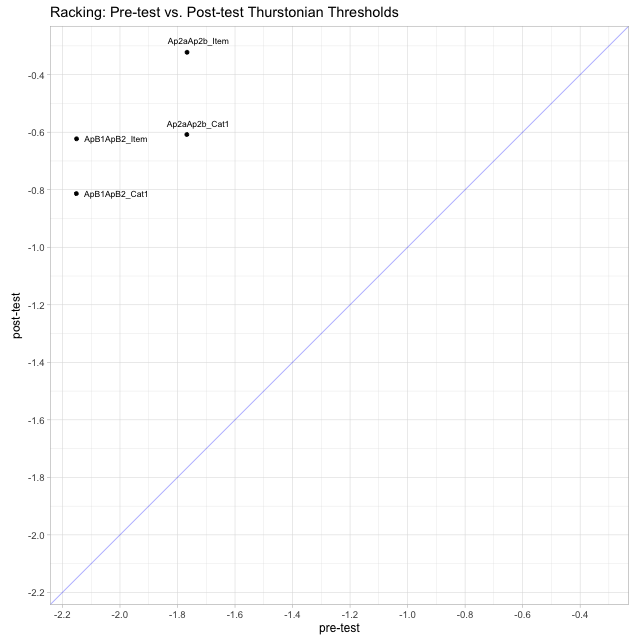 Racking: Pre-test vs. Post-test Thurstonian Thresholds
Ap2aAp2b_Item
-0.4
Ap2aAp2b_Cat1
-0.6
ApB1ApB2_Item
-0.8
ApB1ApB2_Cat1
-1.0
-1.2
post-test
-1.4
-1.6
-1.8
-2.0
-2.2
-2.2 -2.0 -1.8 -1.6 -1.4 -1.2 -1.0 -0.8 -0.6 -0.4
pre-test